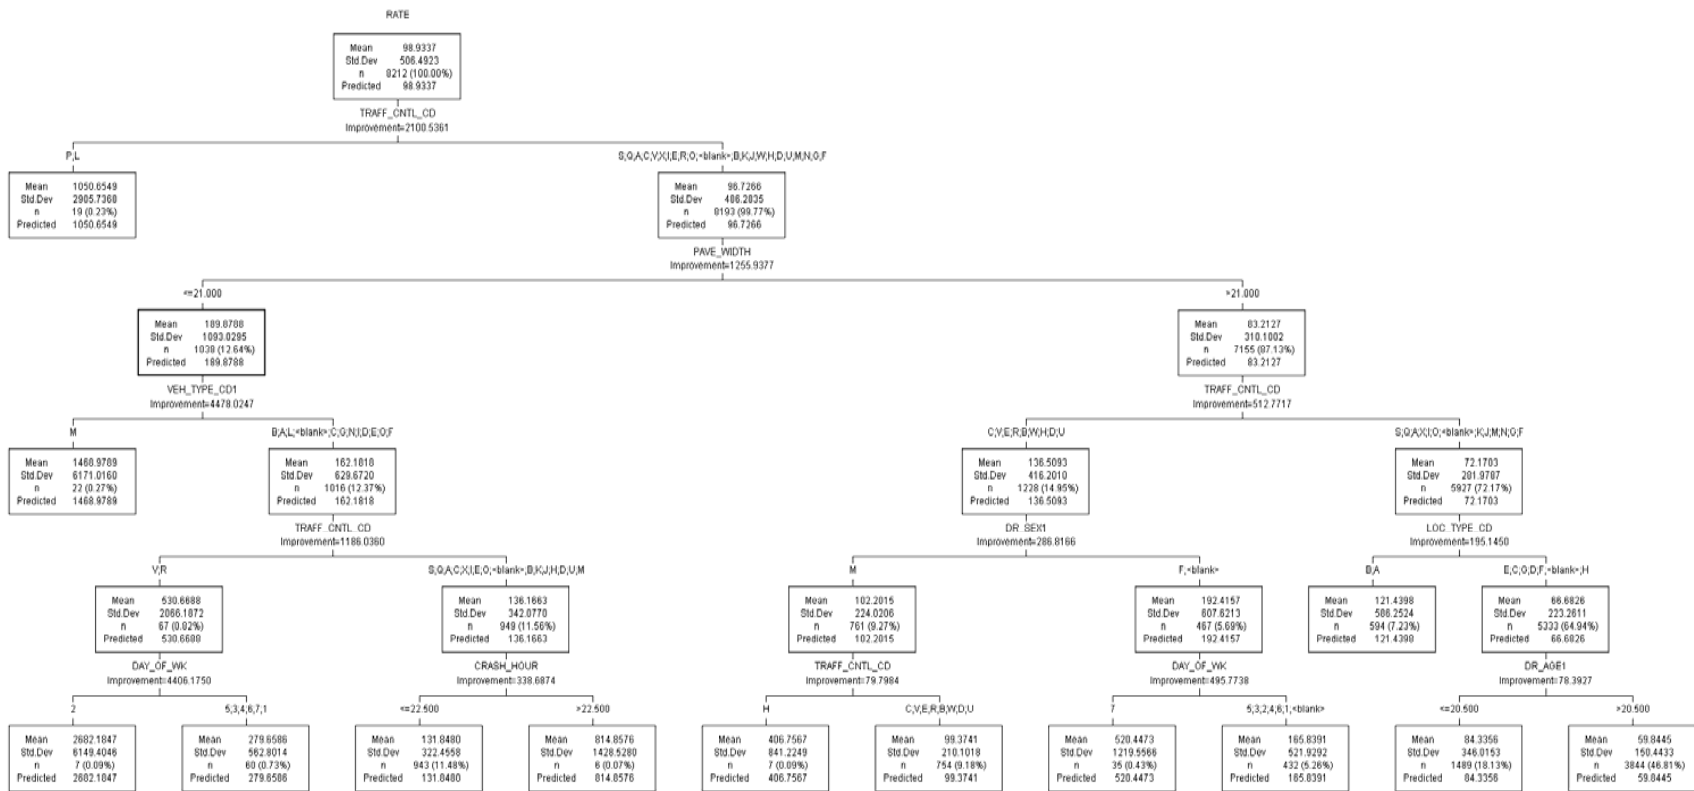 RATE
Mean 98.9337
Std.Dev 506.4923
n 8212 (100.00%)
Predicted 98.9337
TRAFF_CNTL_CD
Improvement=2100.5361
P;L
Mean 1050.6549
Std.Dev 2905.7368
n 19 (0.23%)
Predicted 1050.6549
S;Q;A;C;V;X;I;E;R;O;<blank>;B;K;J;W;H;D;U;M;N;G;F
Mean 96.7266
Std.Dev 486.2035
n 8193 (99.77%)
Predicted 96.7266
PAVE_WIDTH
Improvement=1255.9377
<=21.000
Mean 189.8788
Std.Dev 1093.0295
n 1038 (12.64%)
Predicted 189.8788
VEH_TYPE_CD1
Improvement=4478.0247
>21.000
Mean 83.2127
Std.Dev 310.1002
n 7155 (87.13%)
Predicted 83.2127
TRAFF_CNTL_CD
Improvement=512.7717
M
Mean 1468.9789
Std.Dev 6171.0160
n 22 (0.27%)
Predicted 1468.9789
B;A;L;<blank>;C;G;N;I;D;E;O;F
Mean 162.1818
Std.Dev 629.6720
n 1016 (12.37%)
Predicted 162.1818
TRAFF_CNTL_CD
Improvement=1186.0360
C;V;E;R;B;W;H;D;U
Mean 136.5093
Std.Dev 416.2010
n 1228 (14.95%)
Predicted 136.5093
DR_SEX1
Improvement=286.8166
S;Q;A;X;I;O;<blank>;K;J;M;N;G;F
Mean 72.1703
Std.Dev 281.9787
n 5927 (72.17%)
Predicted 72.1703
LOC_TYPE_CD
Improvement=195.1450
V;R
Mean 530.6688
Std.Dev 2066.1872
n 67 (0.82%)
Predicted 530.6688
DAY_OF_WK
Improvement=4406.1750
S;Q;A;C;X;I;E;O;<blank>;B;K;J;H;D;U;M
Mean 136.1663
Std.Dev 342.0770
n 949 (11.56%)
Predicted 136.1663
CRASH_HOUR
Improvement=338.6874
M
Mean 102.2015
Std.Dev 224.0206
n 761 (9.27%)
Predicted 102.2015
TRAFF_CNTL_CD
Improvement=79.7984
F;<blank>
Mean 192.4157
Std.Dev 607.6213
n 467 (5.69%)
Predicted 192.4157
DAY_OF_WK
Improvement=495.7738
B;A
Mean 121.4398
Std.Dev 586.2524
n 594 (7.23%)
Predicted 121.4398
E;C;G;D;F;<blank>;H
Mean 66.6826
Std.Dev 223.2611
n 5333 (64.94%)
Predicted 66.6826
DR_AGE1
Improvement=78.3927
2
Mean 2682.1847
Std.Dev 6149.4046
n 7 (0.09%)
Predicted 2682.1847
5;3;4;6;7;1
Mean 279.6586
Std.Dev 562.8014
n 60 (0.73%)
Predicted 279.6586
<=22.500
Mean 131.8480
Std.Dev 322.4558
n 943 (11.48%)
Predicted 131.8480
>22.500
Mean 814.8576
Std.Dev 1428.5280
n 6 (0.07%)
Predicted 814.8576
H
Mean 406.7567
Std.Dev 841.2249
n 7 (0.09%)
Predicted 406.7567
C;V;E;R;B;W;D;U
Mean 99.3741
Std.Dev 210.1018
n 754 (9.18%)
Predicted 99.3741
7
Mean 520.4473
Std.Dev 1219.5566
n 35 (0.43%)
Predicted 520.4473
5;3;2;4;6;1;<blank>
Mean 165.8391
Std.Dev 521.9292
n 432 (5.26%)
Predicted 165.8391
<=20.500
Mean 84.3356
Std.Dev 346.0153
n 1489 (18.13%)
Predicted 84.3356
>20.500
Mean 59.8445
Std.Dev 150.4433
n 3844 (46.81%)
Predicted 59.8445